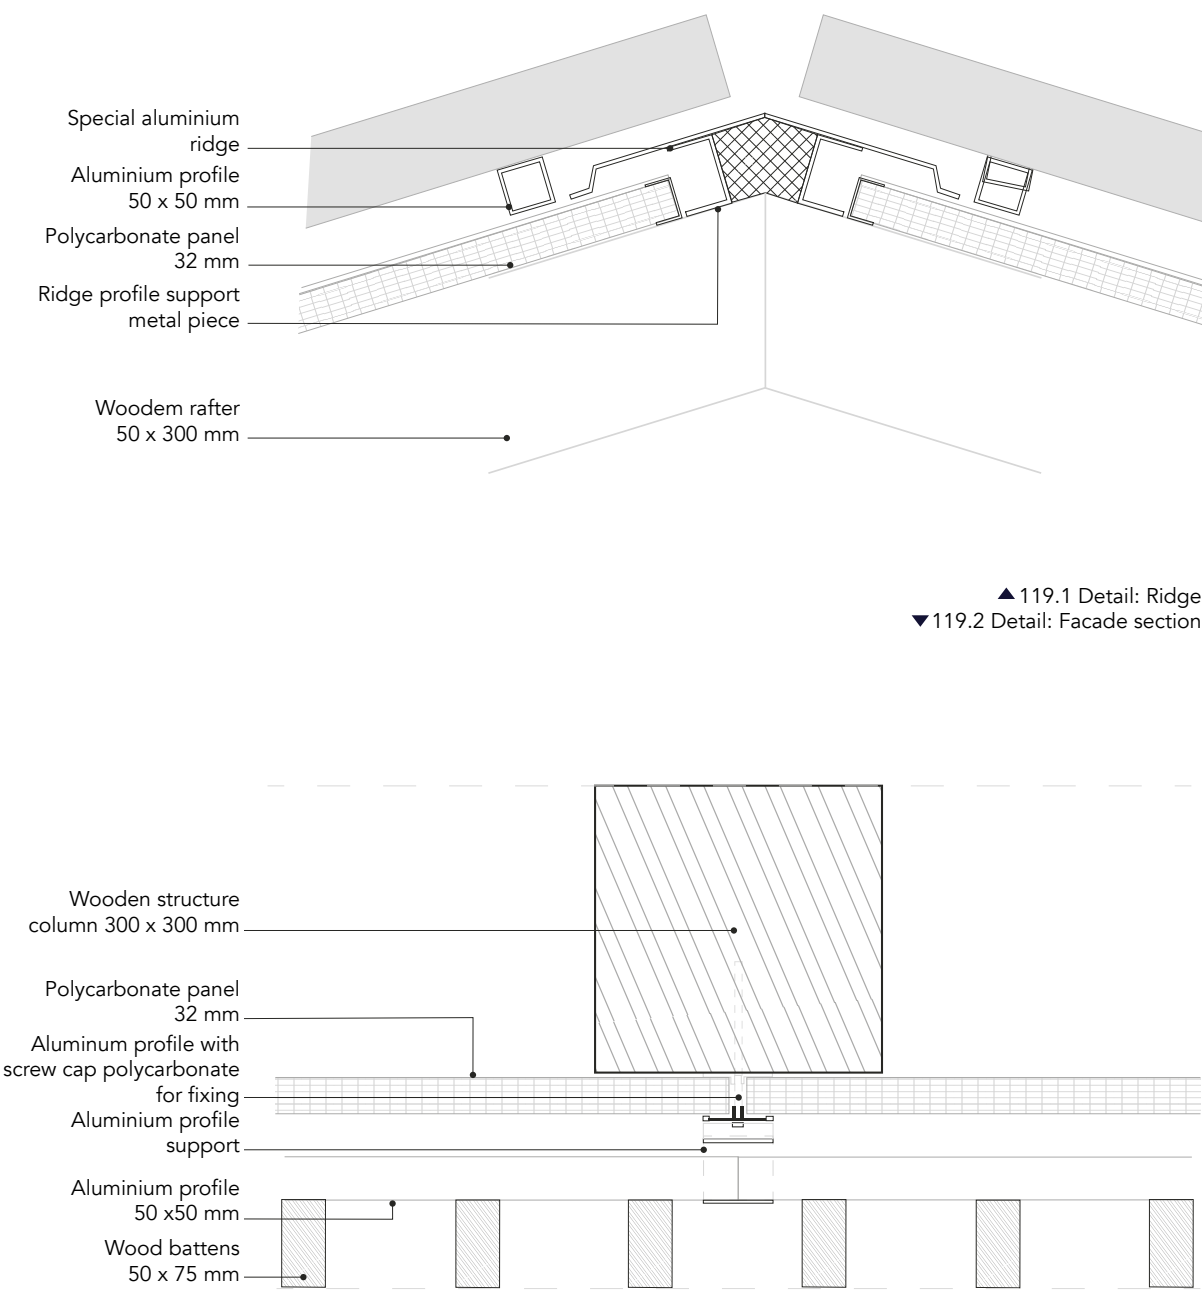 Special aluminium
ridge
Aluminium profile
50 x 50 mm
Polycarbonate panel
32 mm
Ridge profile support
metal piece
Woodem rafter
50 x 300 mm
▲119.1 Detail: Ridge
▼119.2 Detail: Facade section
Wooden structure
column 300 x 300 mm
Polycarbonate panel
32 mm
Aluminum profile with
screw cap polycarbonate
for fixing
Aluminium profile
support
Aluminium profile
50 x50 mm
Wood battens
50 x 75 mm